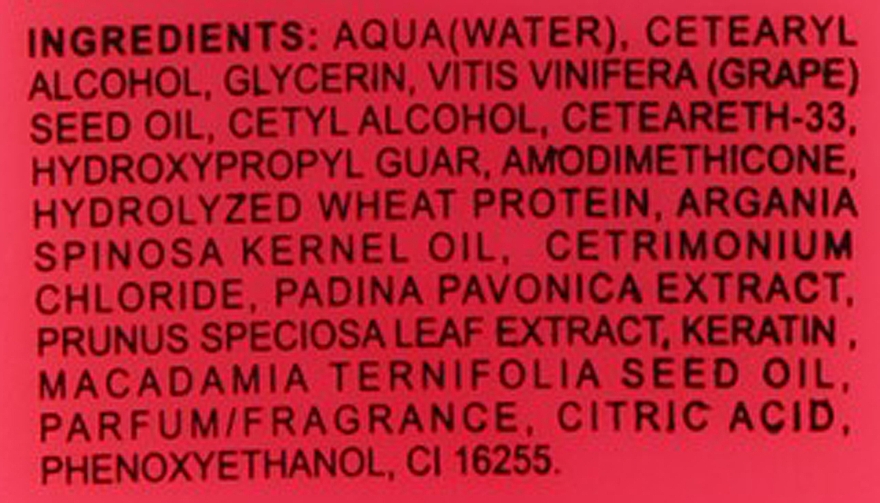 INGREDIENTS: AQUA(WATER), CETEARYL
ALCOHOL, GLYCERIN, VITIS VINIFERA (GRAPE)
SEED OIL, CETYL ALCOHOL, CETEARETH-33,
HYDROXYPROPYL GUAR, AMODIMETHICONE,
HYDROLYZED WHEAT PROTEIN, ARGANIA
SPINOSA KERNEL OIL, CETRIMONIUM
CHLORIDE, PADINA PAVONICA EXTRACT,
PRUNUS SPECIOSA LEAF EXTRACT, KERATIN ,
MACADAMIA TERNIFOLIA SEED OIL,
PARFUM/FRAGRANCE, CITRIC ACID,
PHENOXYETHANOL, CI 16255.